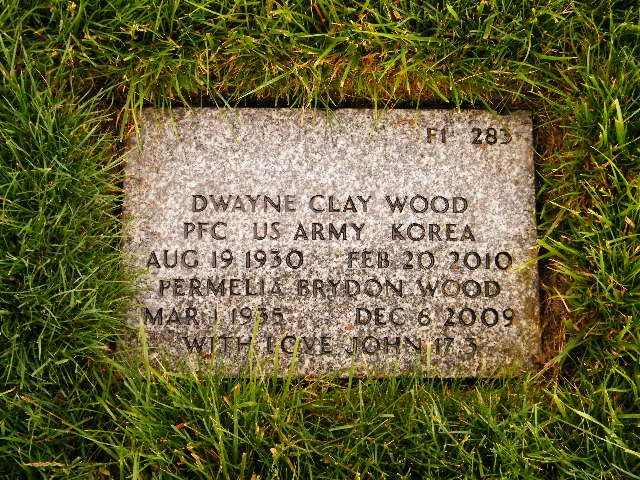 F1 283
DWAYNE CLAY WOOD
PFC US ARMY KOREA
AUG 19 1930 FEB 20 2010
PERMELIA BRYDON WOOD
MAR 1 1935 DEC 6 2009
WITH LOVE JOHN 17 3